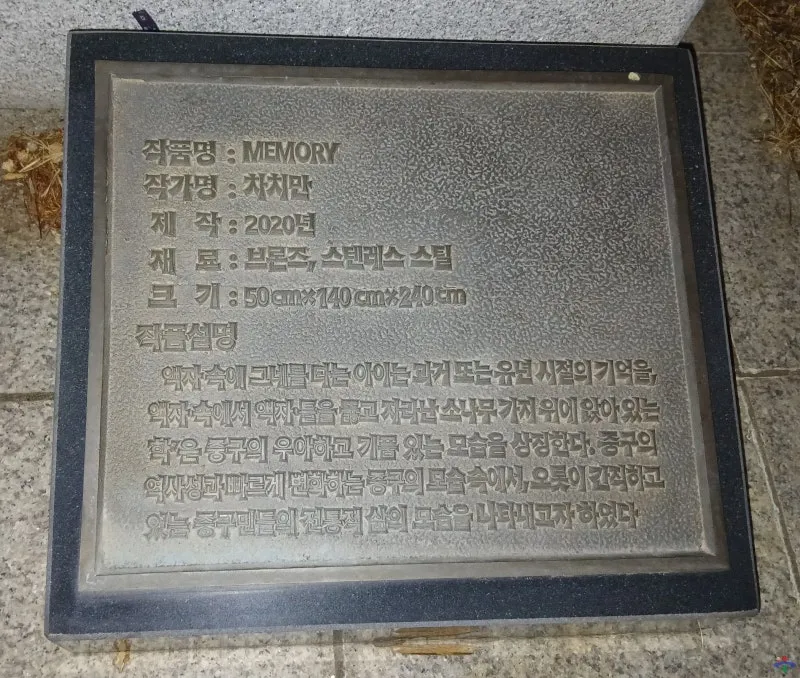 작품명 : MEMORY
작가명 : 차치만
제 작 : 2020년
재 료 : 브론즈, 스텐레스 스틸
크 기 : 50cm×140cm×240cm
작품설명
액자 속에 그네를 타는 아이는 과거 또는 유년 시절의 기억을,
액자 속에서 액자 틀을 뚫고 자라난 소나무 가지 위에 앉아 있는
학은 중구의 우아하고 기품 있는 모습을 상징한다. 중구의
역사성과 빠르게 변화하는 중구의 모습 속에서, 오롯이 간직하고
있는 중구민들의 전통적 삶의 모습을 나타내고자 하였다